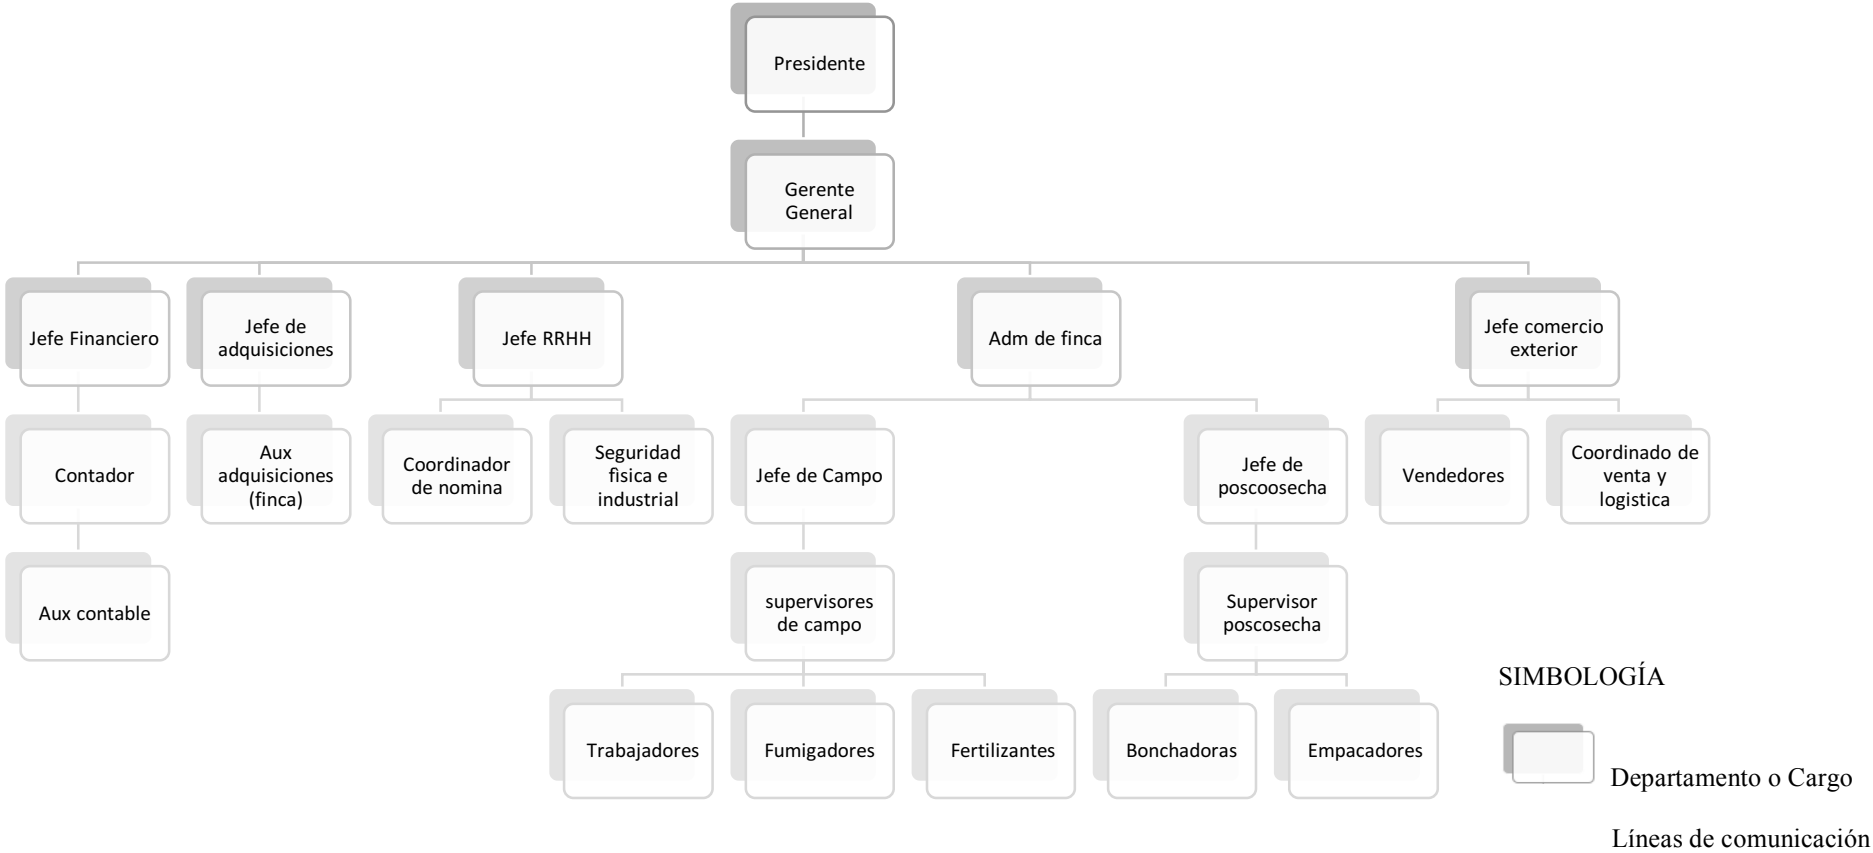 Presidente
Gerente
General
Jefe Financiero
Jefe de
adquisiciones
Jefe RRHH
Adm de finca
Jefe comercio
exterior
Contador
Aux
adquisiciones
(finca)
Coordinador
de nomina
Seguridad
fìsica e
industrial
Jefe de Campo
Jefe de
poscoosecha
Vendedores
Coordinado de
venta y
logistica
Aux contable
supervisores
de campo
Supervisor
poscosecha
Trabajadores
Fumigadores
Fertilizantes
Bonchadoras
Empacadores
SIMBOLOGÍA
Departamento o Cargo
Líneas de comunicación